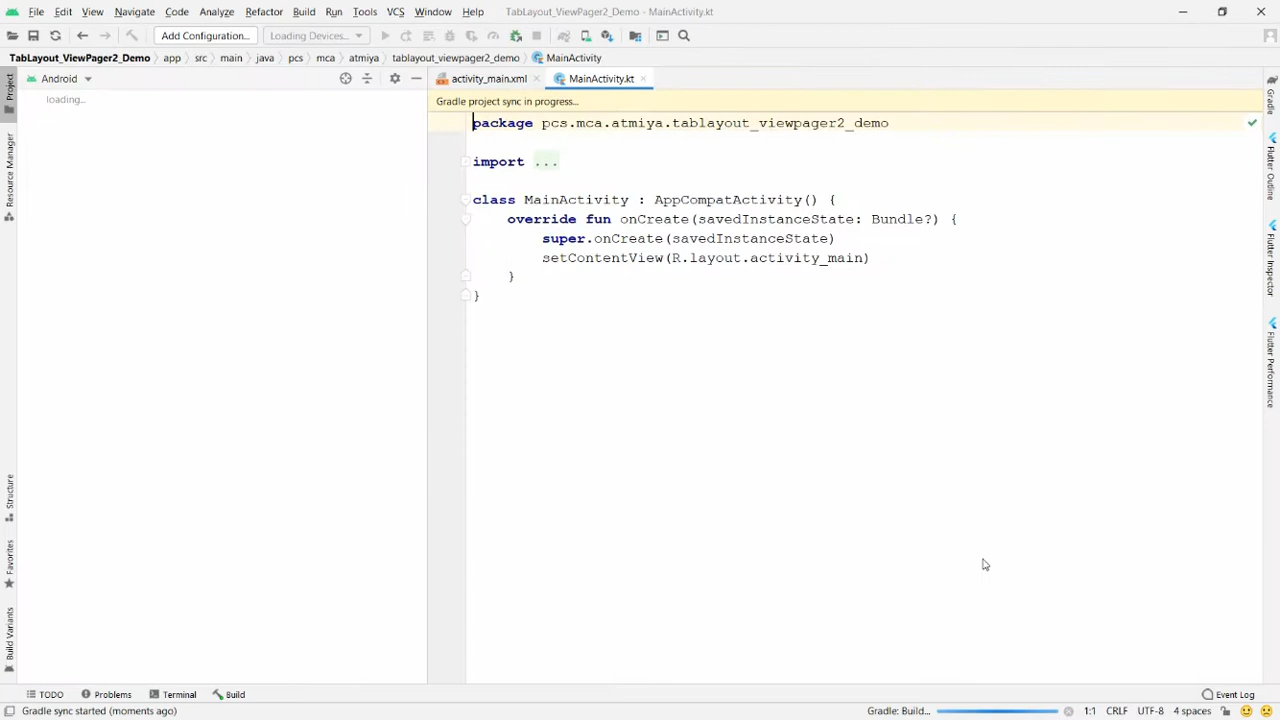 File Edit View Navigate Code Analyze Refactor Build Run Tools VCS Window Help TabLayout_ViewPager2_Demo - MainActivity.kt
Add Configuration... Loading Devices...
TabLayout_ViewPager2_Demo app src main java pcs mca atmiya tablayout_viewpager2_demo MainActivity
Project
Resource Manager
Structure
Favorites
Build Variants
Android
loading...
activity_main.xml MainActivity.kt
Gradle project sync in progress...
package pcs.mca.atmiya.tablayout_viewpager2_demo
import ...
class MainActivity : AppCompatActivity() {
override fun onCreate(savedInstanceState: Bundle?) {
super.onCreate(savedInstanceState)
setContentView(R.layout.activity_main)
}
}
Gradle
Flutter Outline
Flutter Inspector
Flutter Performance
TODO Problems Terminal Build Event Log
Gradle sync started (moments ago) Gradle: Build... 1:1 CRLF UTF-8 4 spaces